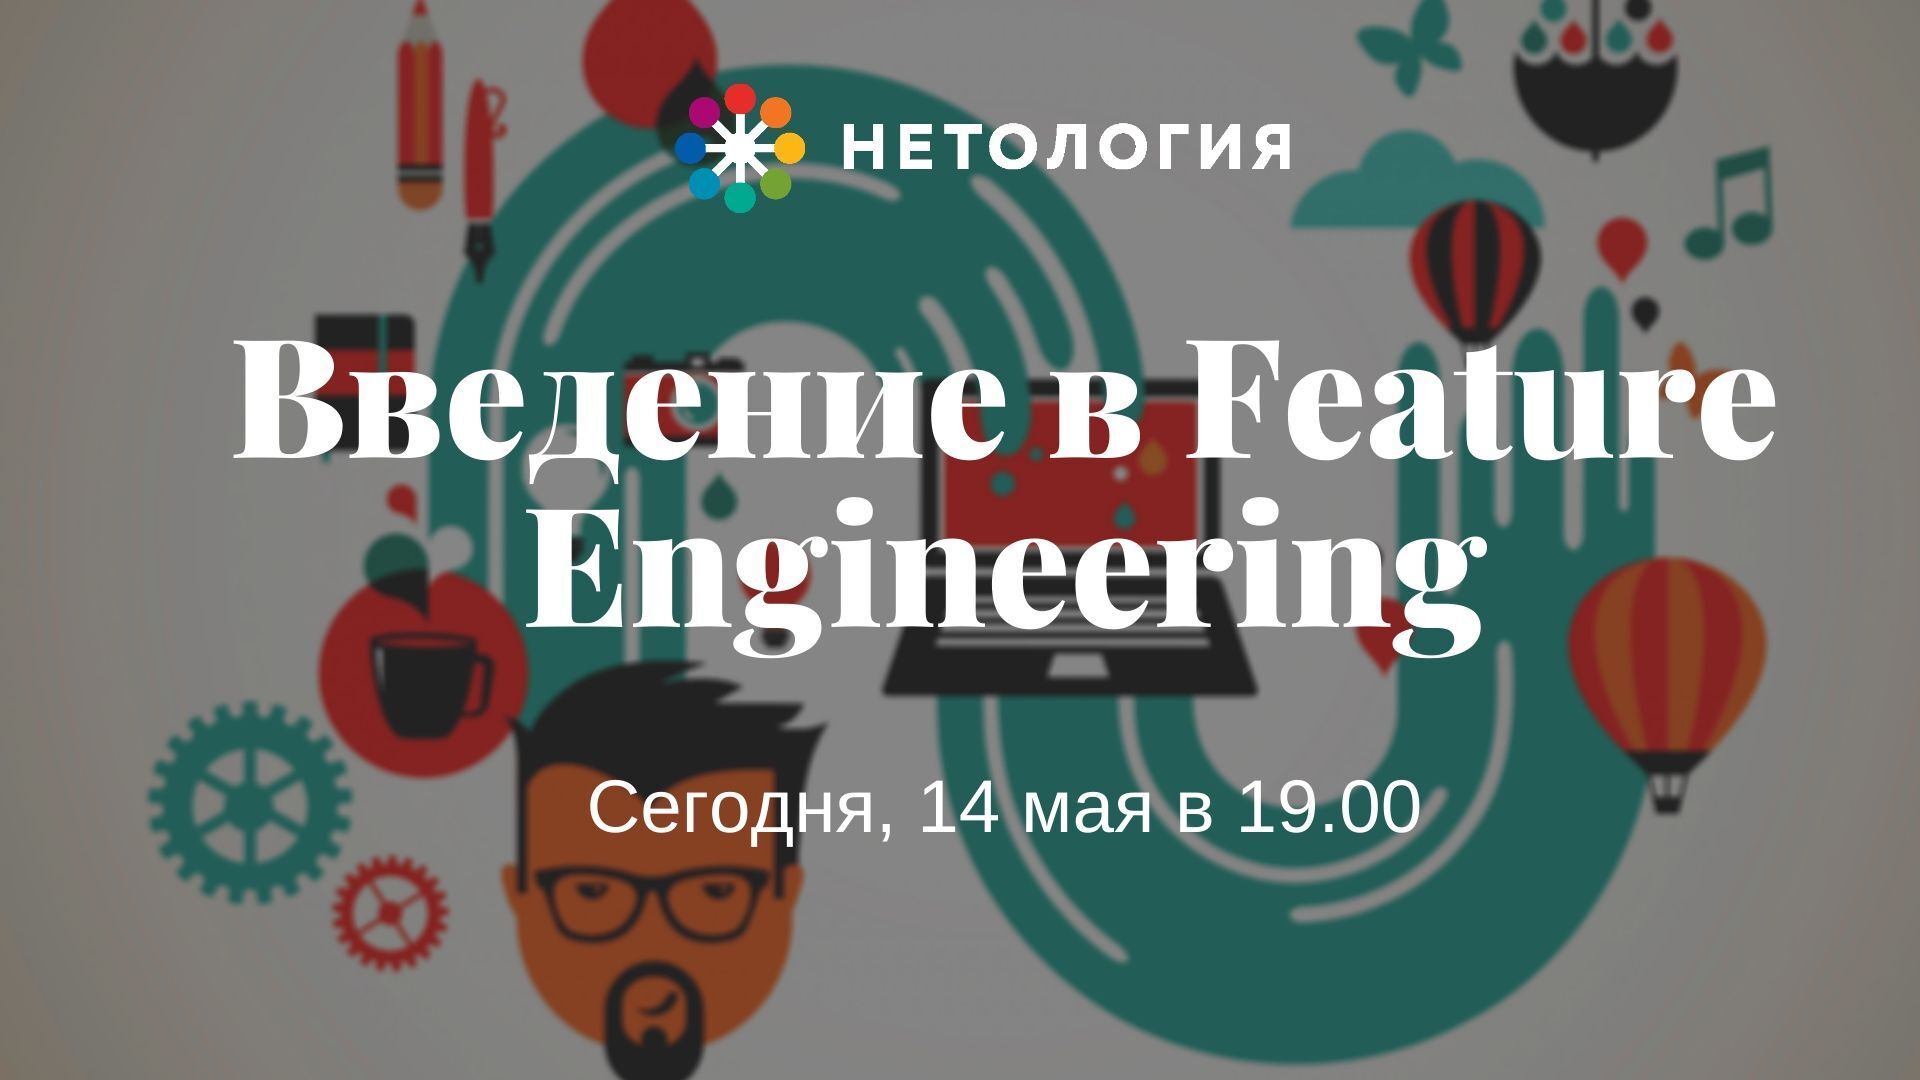 НЕТОЛОГИЯ
Введение в Feature
Engineering
Сегодня, 14 мая в 19.00